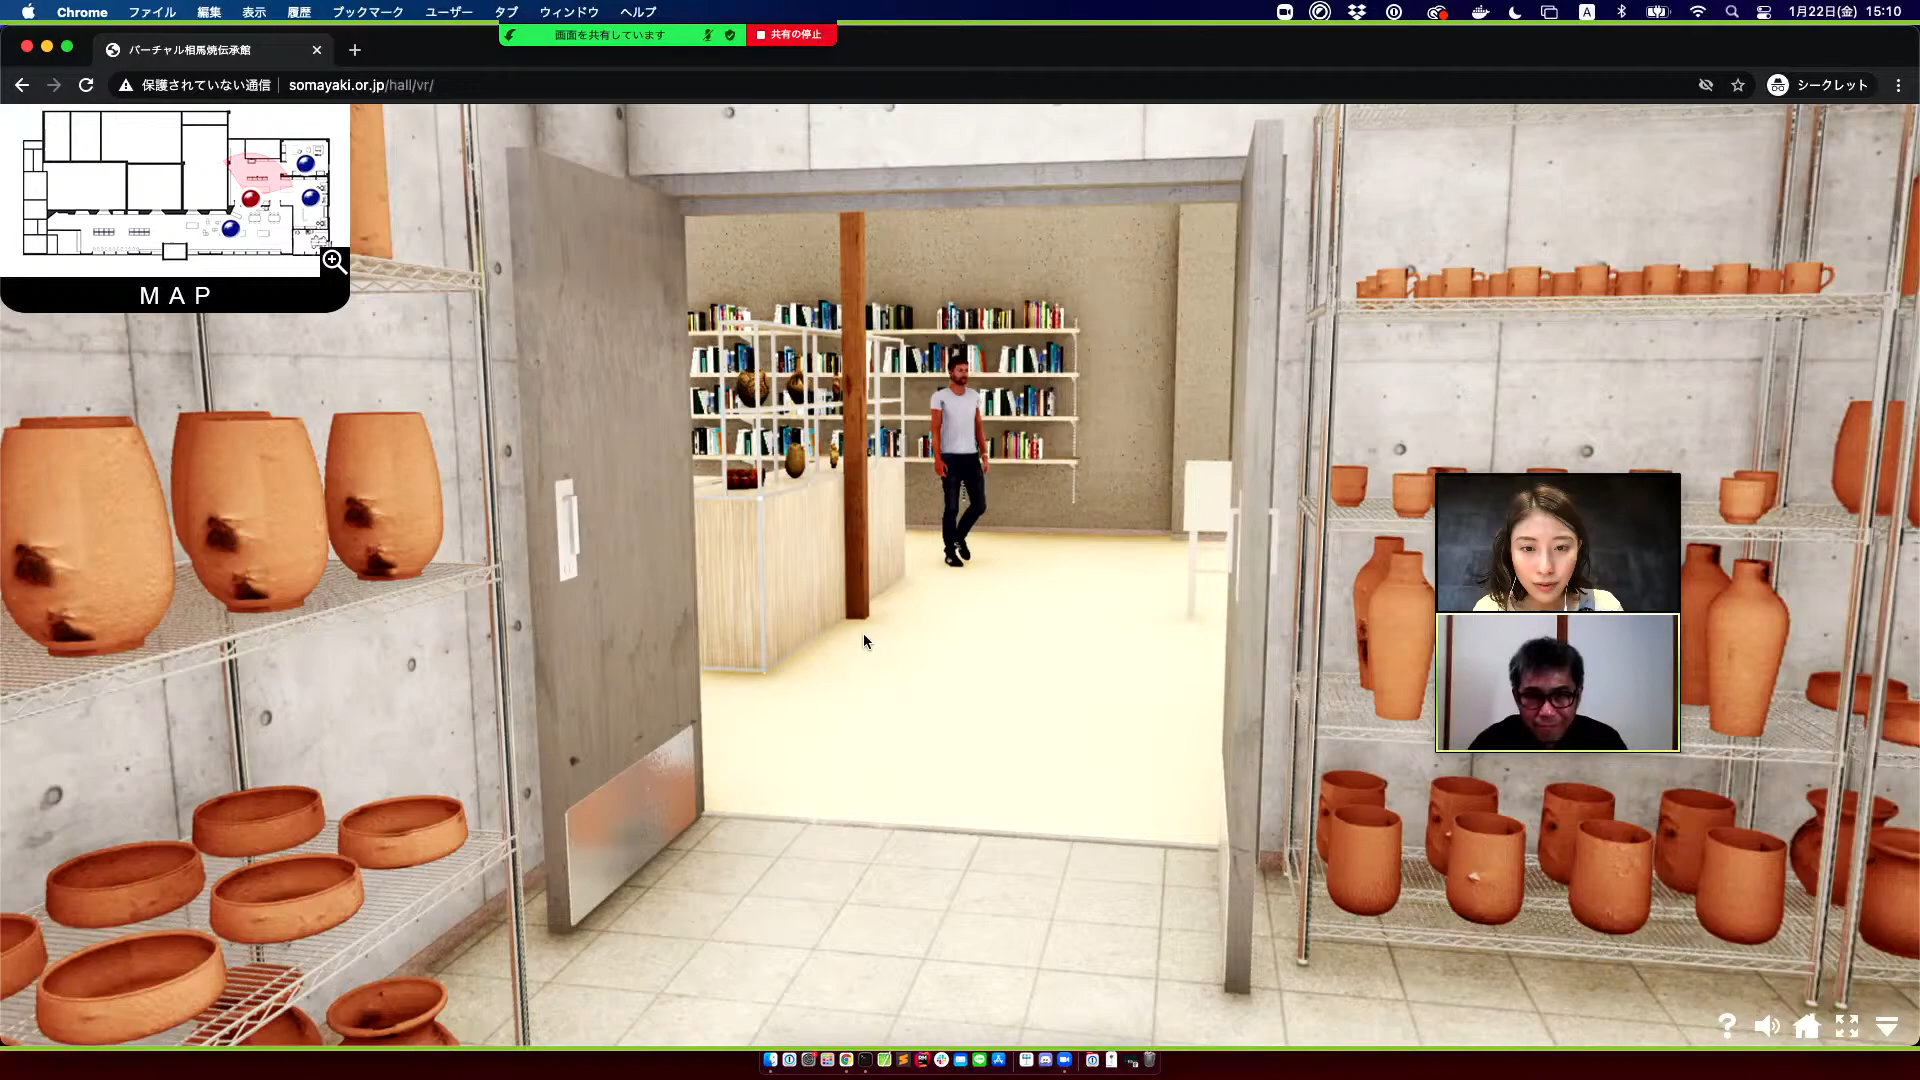 Chrome ファイル 編集 表示 履歴 ブックマーク ユーザー タブ ウィンドウ ヘルプ A 1月22日(金) 15:10
画面を共有しています 共有の停止
バーチャル相馬焼伝承館
保護されていない通信 somayaki.or.jp/hall/vr/ シークレット
MAP
?